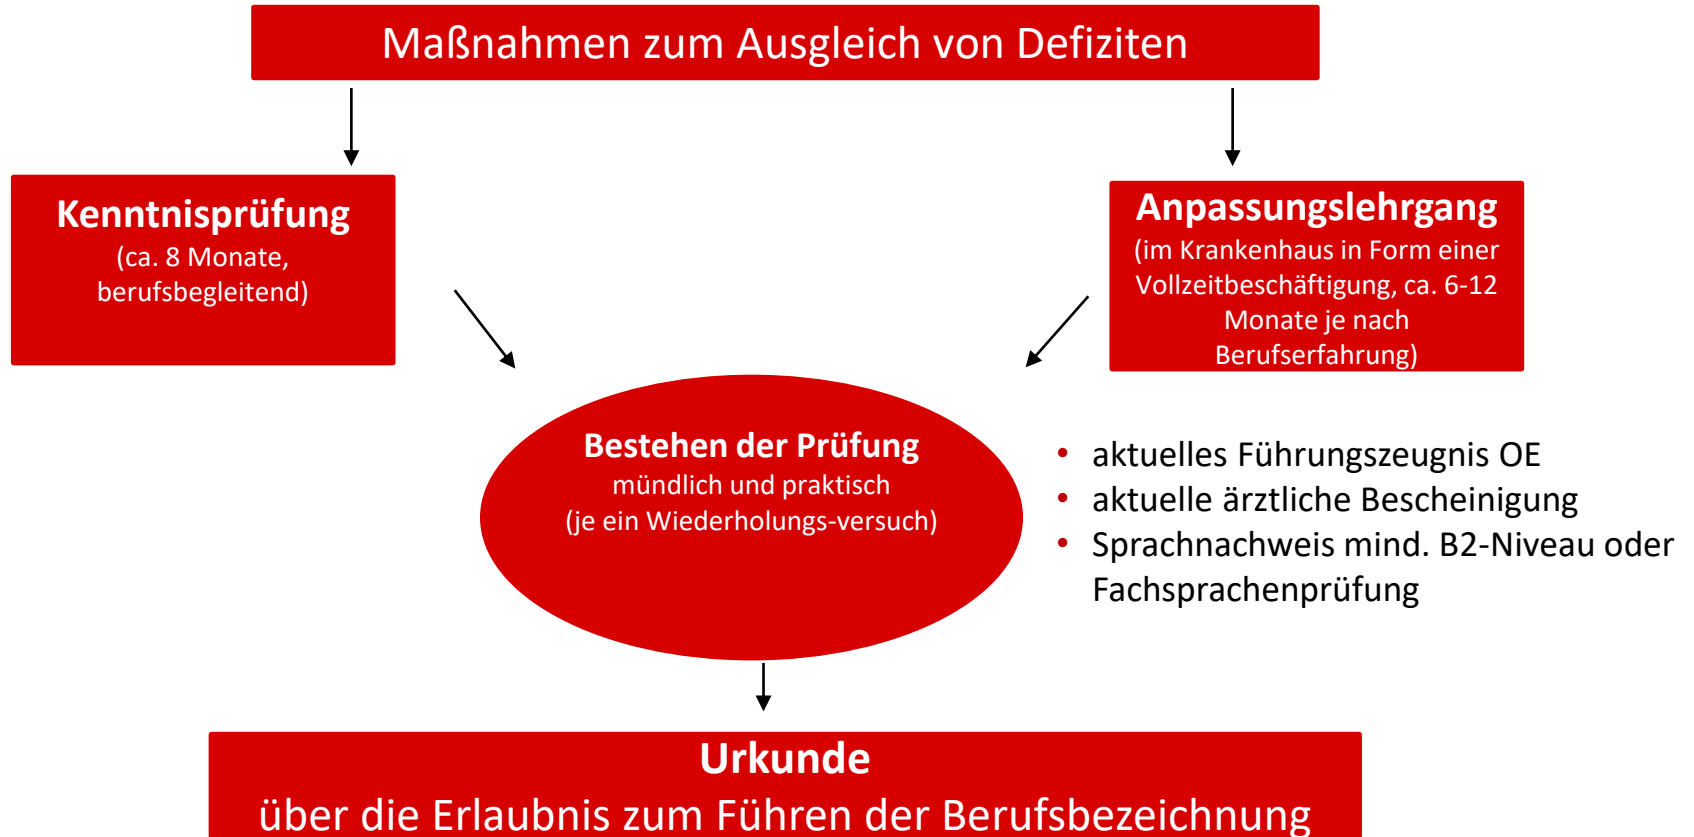 Maßnahmen zum Ausgleich von Defiziten
Kenntnisprüfung
(ca. 8 Monate,
berufsbegleitend)
Anpassungslehrgang
(im Krankenhaus in Form einer
Vollzeitbeschäftigung, ca. 6-12
Monate je nach
Berufserfahrung)
Bestehen der Prüfung
mündlich und praktisch
(je ein Wiederholungs-versuch)
• aktuelles Führungszeugnis OE
• aktuelle ärztliche Bescheinigung
• Sprachnachweis mind. B2-Niveau oder
Fachsprachenprüfung
Urkunde
über die Erlaubnis zum Führen der Berufsbezeichnung